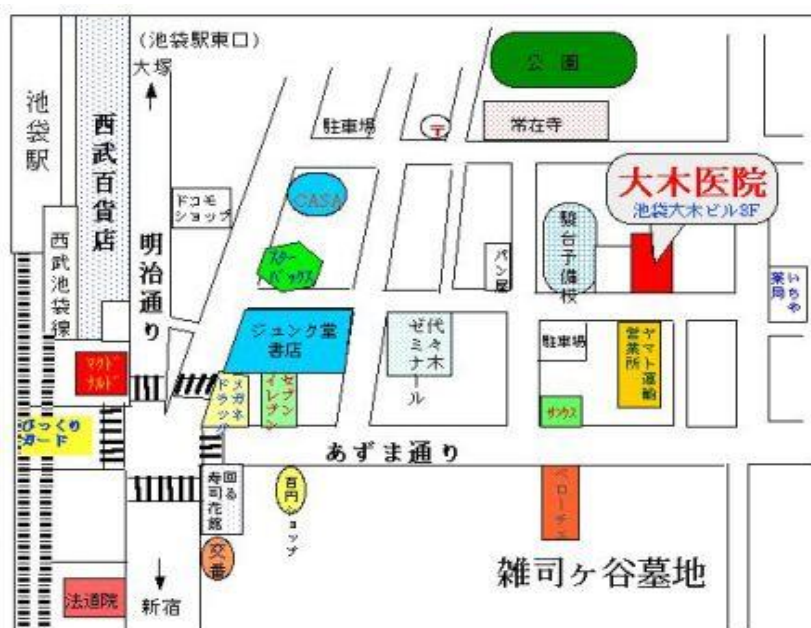 (池袋駅東口)
大塚
池袋駅
西武百貨店
公園
駐車場
〒
常在寺
大木医院
池袋大木ビル3F
CASA
ドコモ
ショップ
明治通り
西武池袋線
スター
バックス
パン屋
駿台予備校
いちや
薬局
ジュンク堂
書店
代々木
ゼミナール
駐車場
ヤマト運輸
営業所
マクド
ナルド
メガネ
ドラッグ
セブン
イレブン
サンクス
びっくり
ガード
あずま通り
回る
寿司花館
百円ショップ
ベローチェ
交番
雑司ヶ谷墓地
法道院
新宿